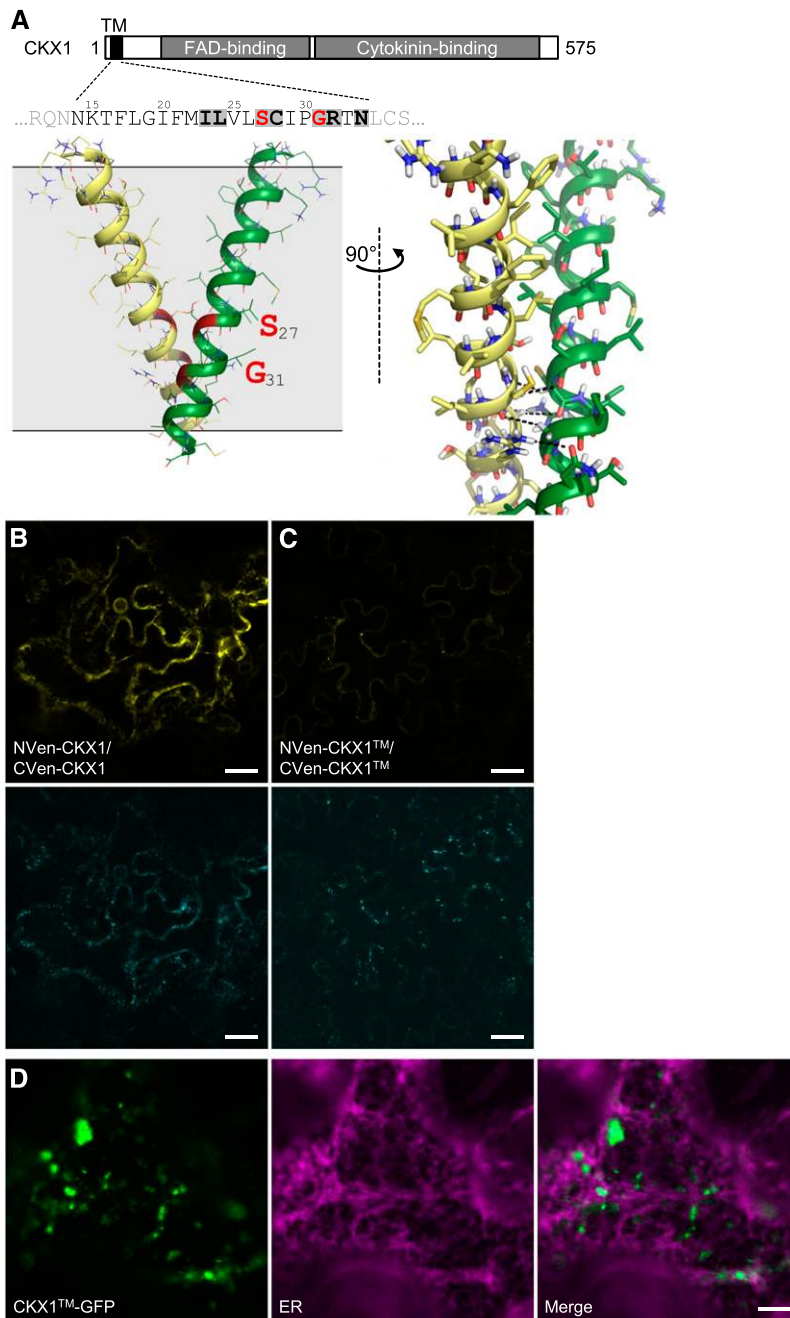 A
TM
CKX1 1 FAD-binding Cytokinin-binding 575
15 20 25 30
...RQNNKTFLGIFMILVLSCIPGRTNLCS...
90°
S27
G31
B
C
NVen-CKX1/
CVen-CKX1
NVen-CKX1TM/
CVen-CKX1TM
D
CKX1TM-GFP
ER
Merge